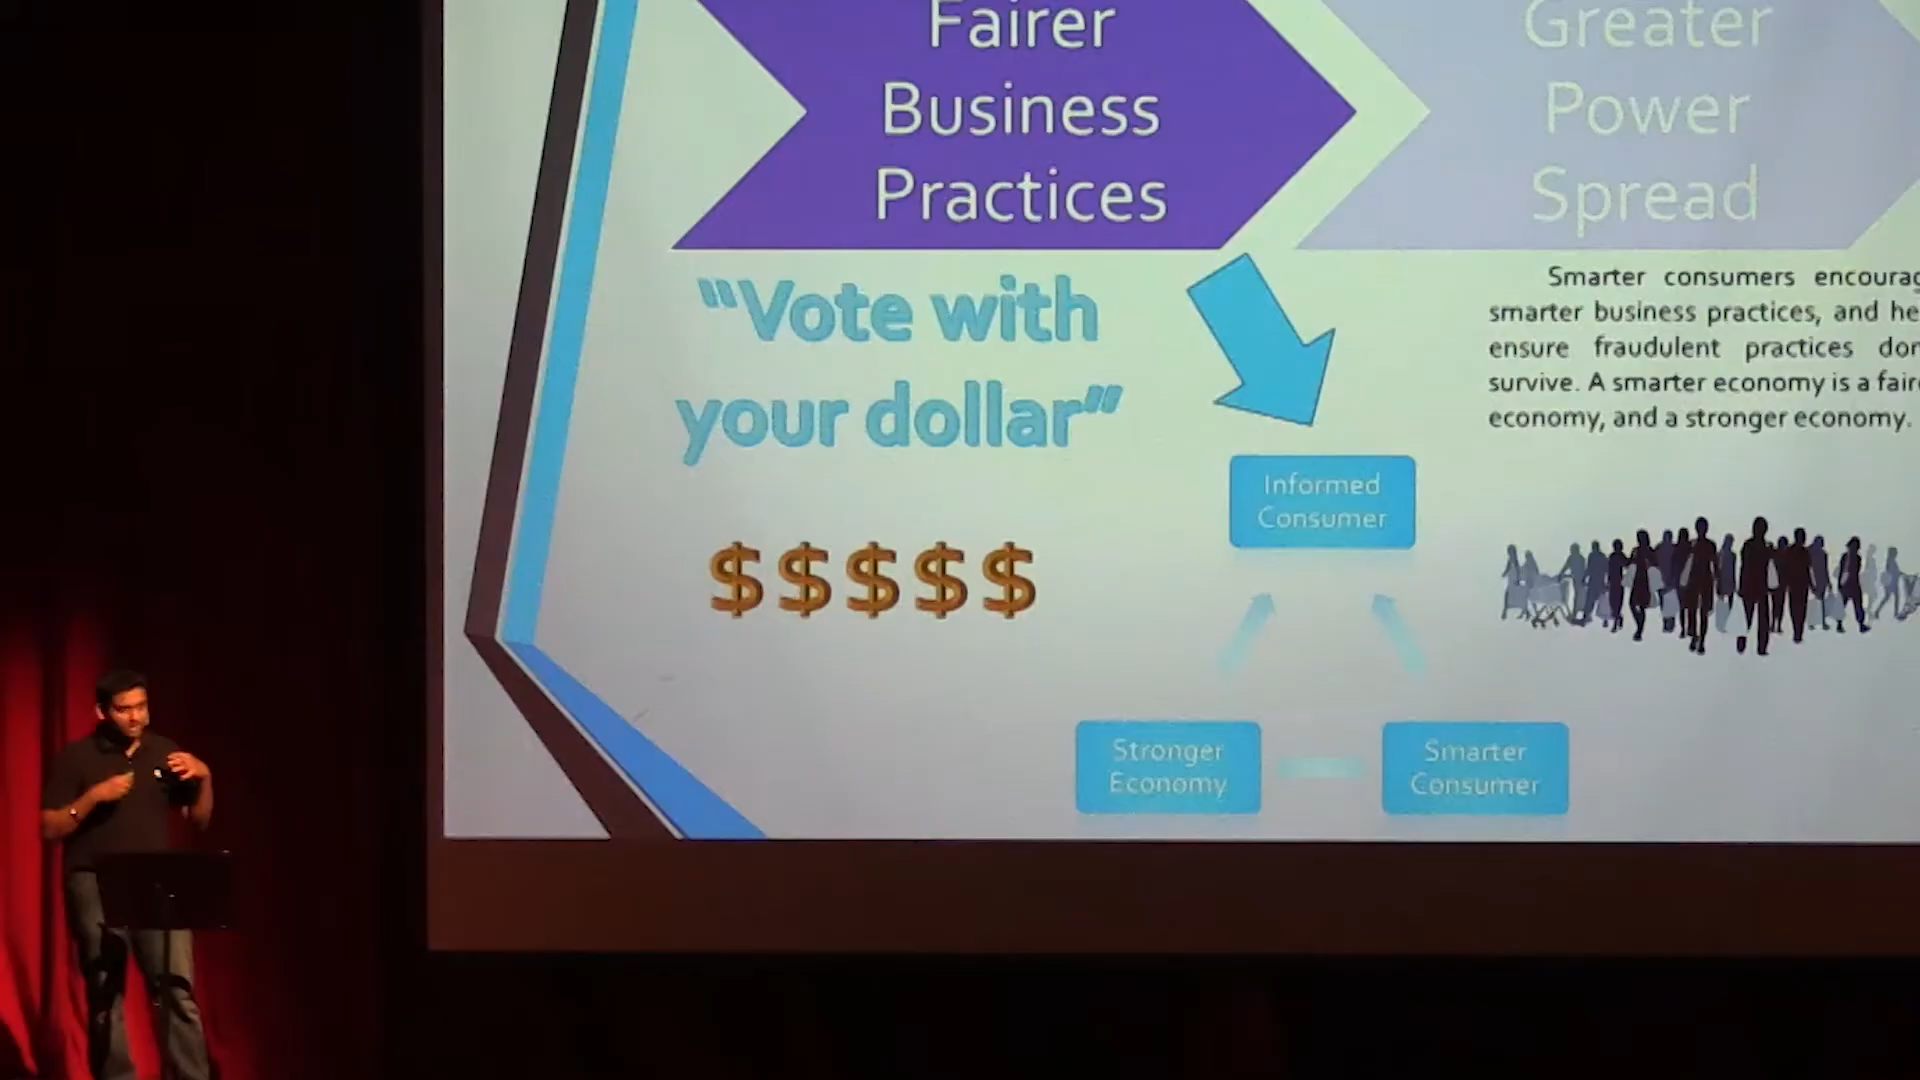 Fairer
Business
Practices
Greater
Power
Spread
"Vote with
your dollar"
$$$$$
Informed
Consumer
Stronger
Economy
Smarter
Consumer
Smarter consumers
smarter business practices, and
ensure fraudulent practices
survive. A smarter economy is a
economy, and a stronger economy.